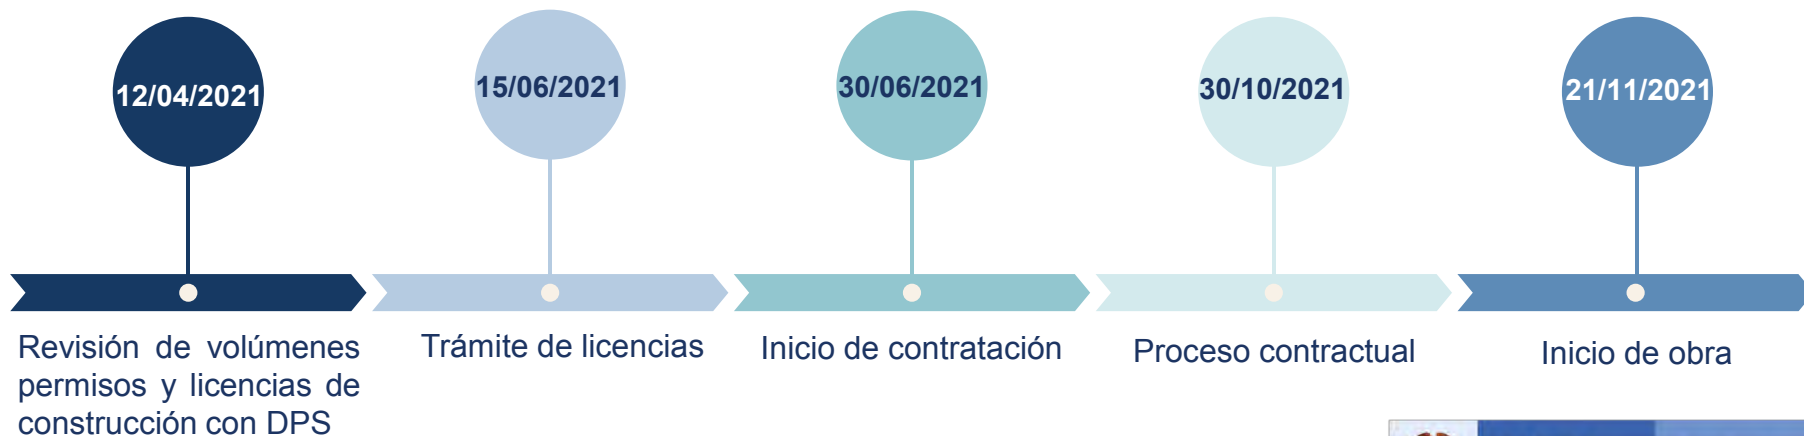 12/04/2021
15/06/2021
30/06/2021
30/10/2021
21/11/2021
Revisión de volúmenes
permisos y licencias de
construcción con DPS
Trámite de licencias
Inicio de contratación
Proceso contractual
Inicio de obra